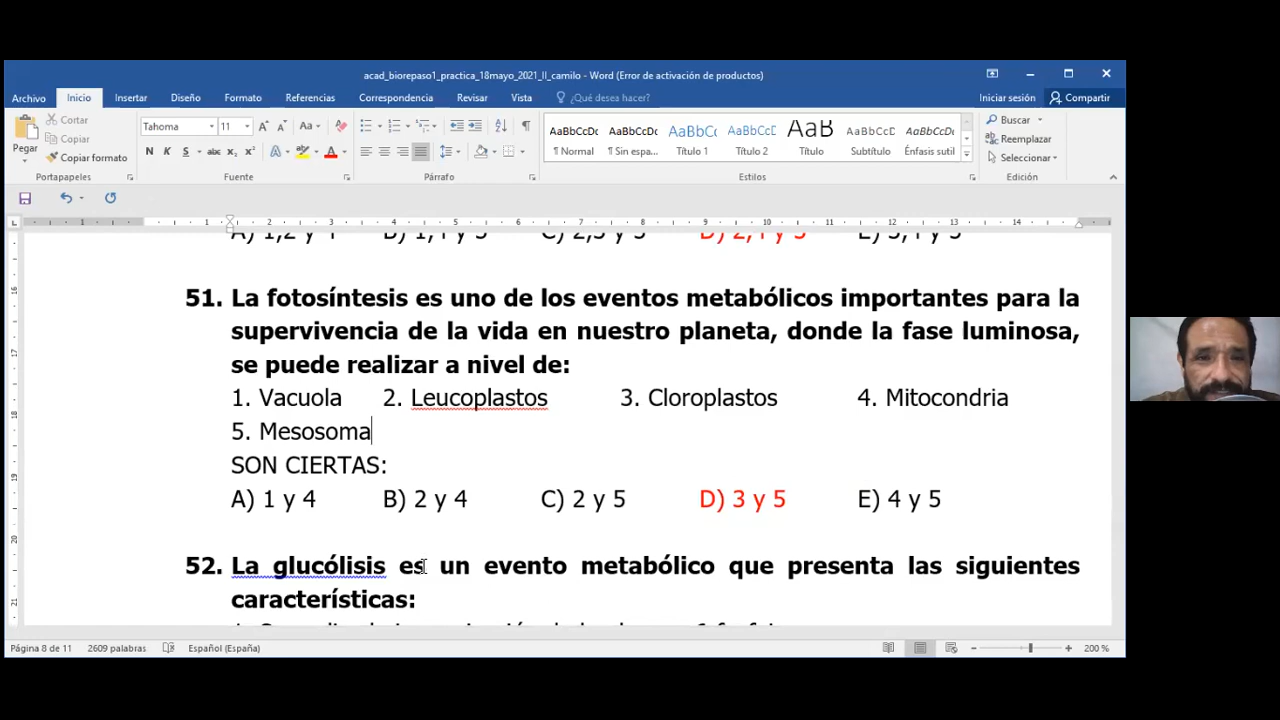 acad_biorepaso1_practica_18mayo_2021_II_camilo - Word (Error de activación de productos)
Archivo Inicio Insertar Diseño Formato Referencias Correspondencia Revisar Vista ¿Qué desea hacer? Iniciar sesión Compartir
Pegar
Cortar
Copiar
Copiar formato
Portapapeles
Tahoma 11
N K S abc
Fuente
Párrafo
AaBbCcDc AaBbCcDc AaBbC AaBbCcD AaB AaBbCcD AaBbCcDc
¶ Normal ¶ Sin espa... Título 1 Título 2 Título Subtítulo Énfasis sutil
Estilos
Buscar
Reemplazar
Seleccionar
Edición
51. La fotosíntesis es uno de los eventos metabólicos importantes para la
supervivencia de la vida en nuestro planeta, donde la fase luminosa,
se puede realizar a nivel de:
1. Vacuola 2. Leucoplastos 3. Cloroplastos 4. Mitocondria
5. Mesosoma
SON CIERTAS:
A) 1 y 4 B) 2 y 4 C) 2 y 5 D) 3 y 5 E) 4 y 5
52. La glucólisis es un evento metabólico que presenta las siguientes
características:
Página 8 de 11 2609 palabras Español (España) 200 %